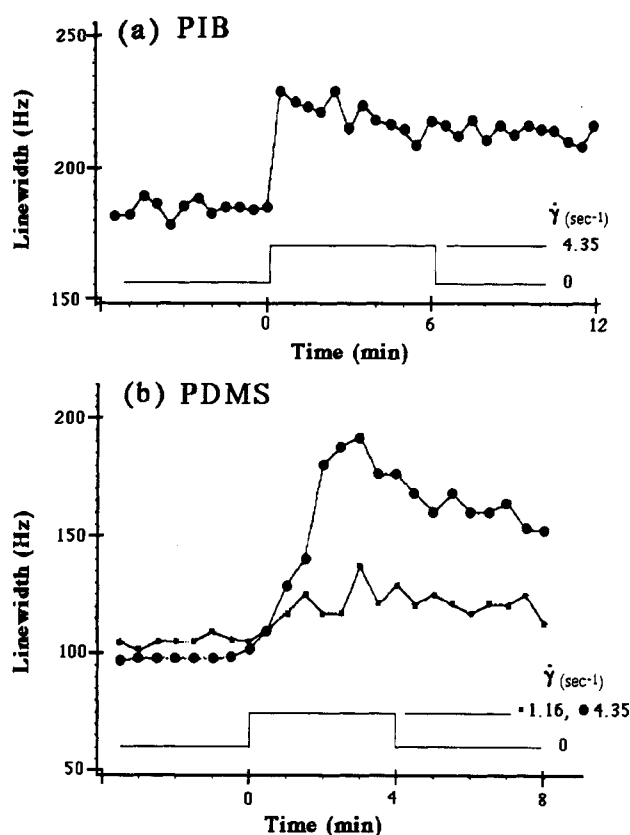 (a) PIB
250
200
150
Linewidth (Hz)
γ̇ (sec-1)
4.35
0
0 6 12
Time (min)
(b) PDMS
200
150
100
50
Linewidth (Hz)
γ̇ (sec-1)
▪1.16, ●4.35
0
0 4 8
Time (min)